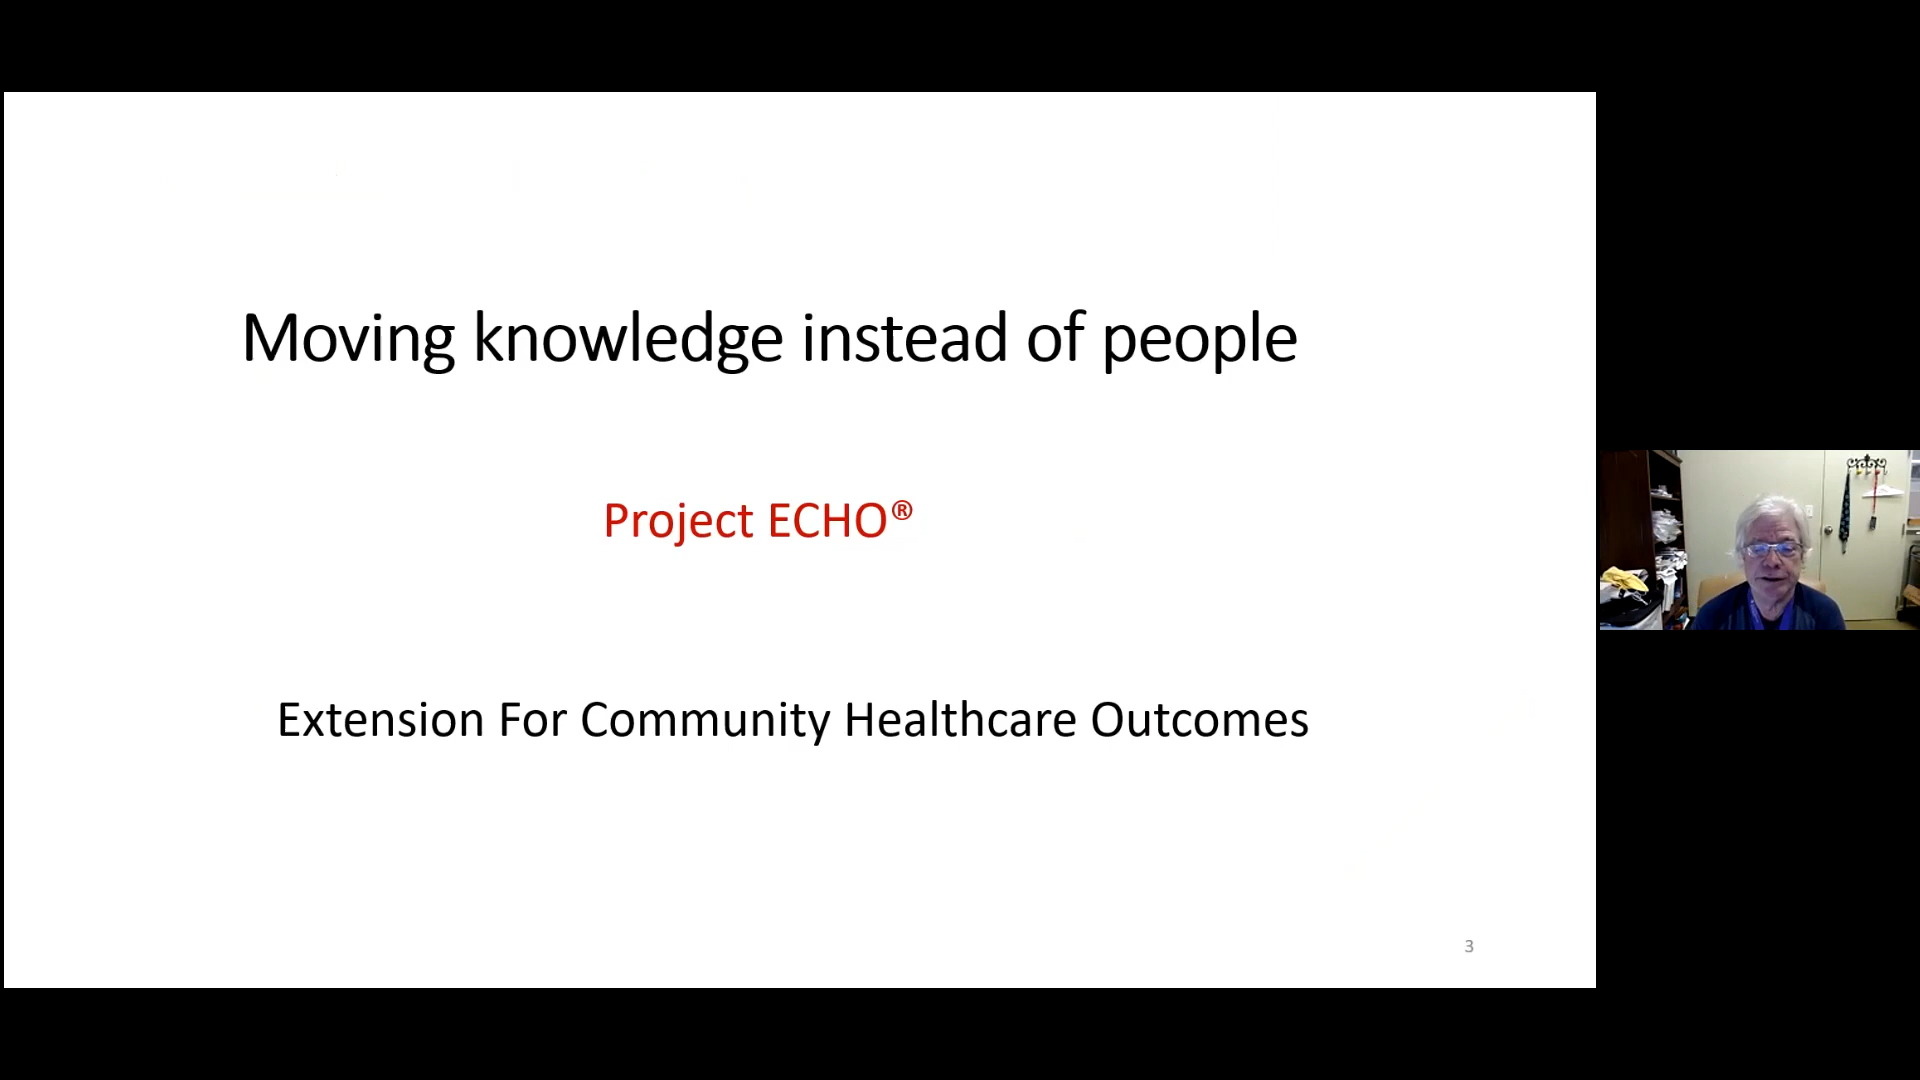 Moving knowledge instead of people
Project ECHO®
Extension For Community Healthcare Outcomes
3